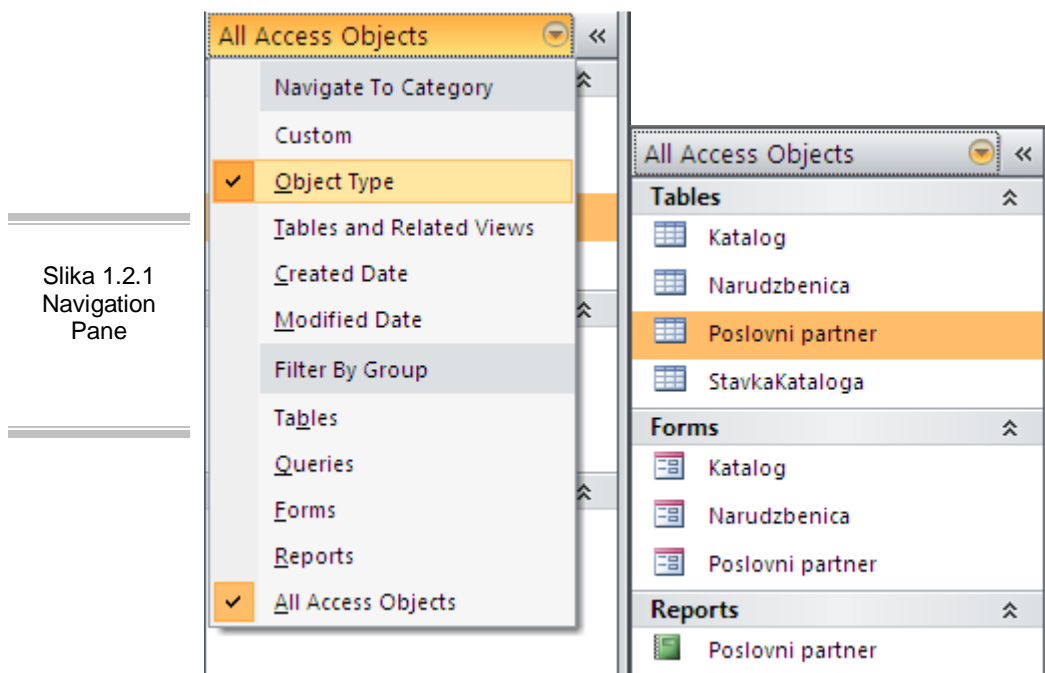 Slika 1.2.1
Navigation
Pane
All Access Objects
Navigate To Category
Custom
Object Type
Tables and Related Views
Created Date
Modified Date
Filter By Group
Tables
Queries
Forms
Reports
All Access Objects
All Access Objects
Tables
Katalog
Narudzbenica
Poslovni partner
StavkaKataloga
Forms
Katalog
Narudzbenica
Poslovni partner
Reports
Poslovni partner